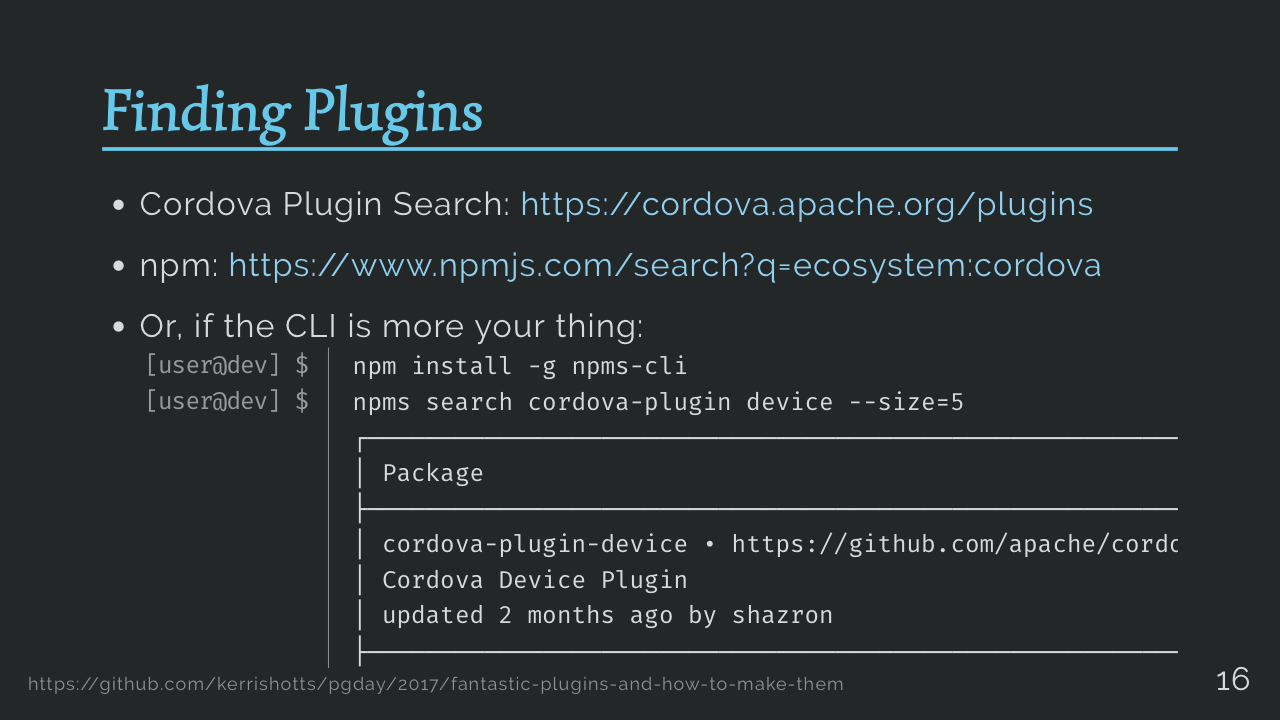 Finding Plugins
• Cordova Plugin Search: https://cordova.apache.org/plugins
• npm: https://www.npmjs.com/search?q=ecosystem:cordova
• Or, if the CLI is more your thing:
[user@dev] $ npm install -g npms-cli
[user@dev] $ npms search cordova-plugin device --size=5
Package
cordova-plugin-device • https://github.com/apache/cordo
Cordova Device Plugin
updated 2 months ago by shazron
https://github.com/kerrishotts/pgday/2017/fantastic-plugins-and-how-to-make-them
16